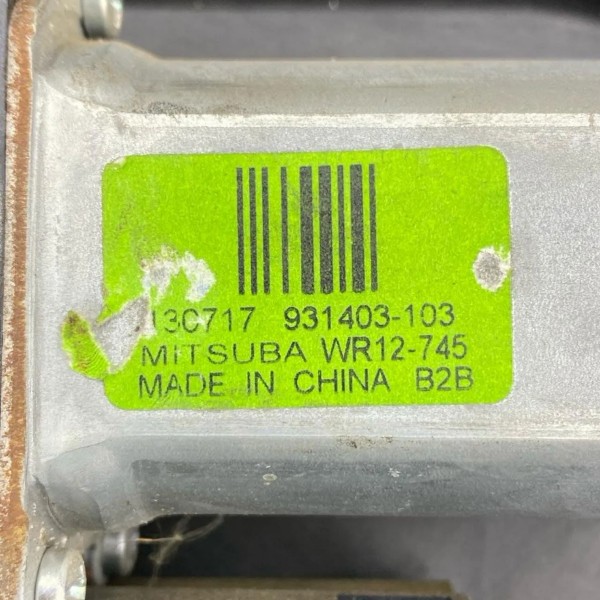 13C717 931403-103
MITSUBA WR12-745
MADE IN CHINA B2B